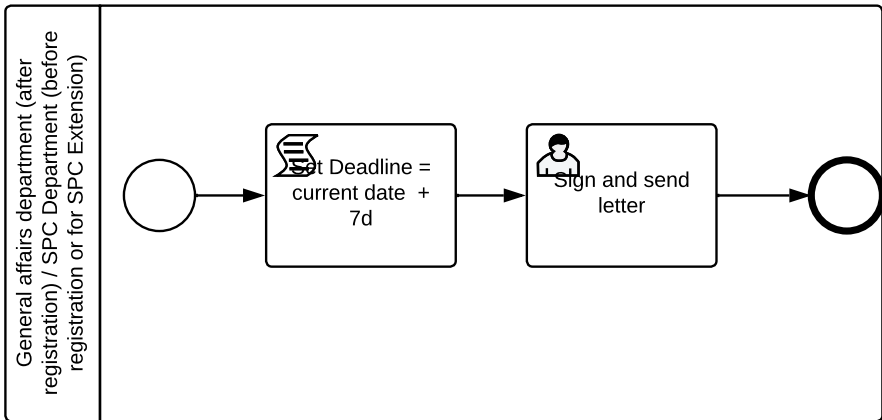 General affairs department (after
registration) / SPC Department (before
registration or for SPC Extension)
Set Deadline =
current date +
7d
Sign and send
letter